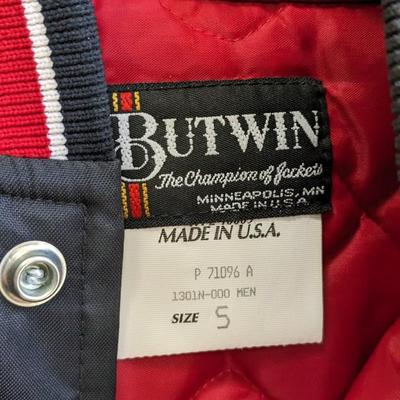 BUTWIN
The Champion of Jackets
MINNEAPOLIS, MN
MADE IN U.S.A.
MADE IN U.S.A.
P 71096 A
1301N-000 MEN
SIZE S